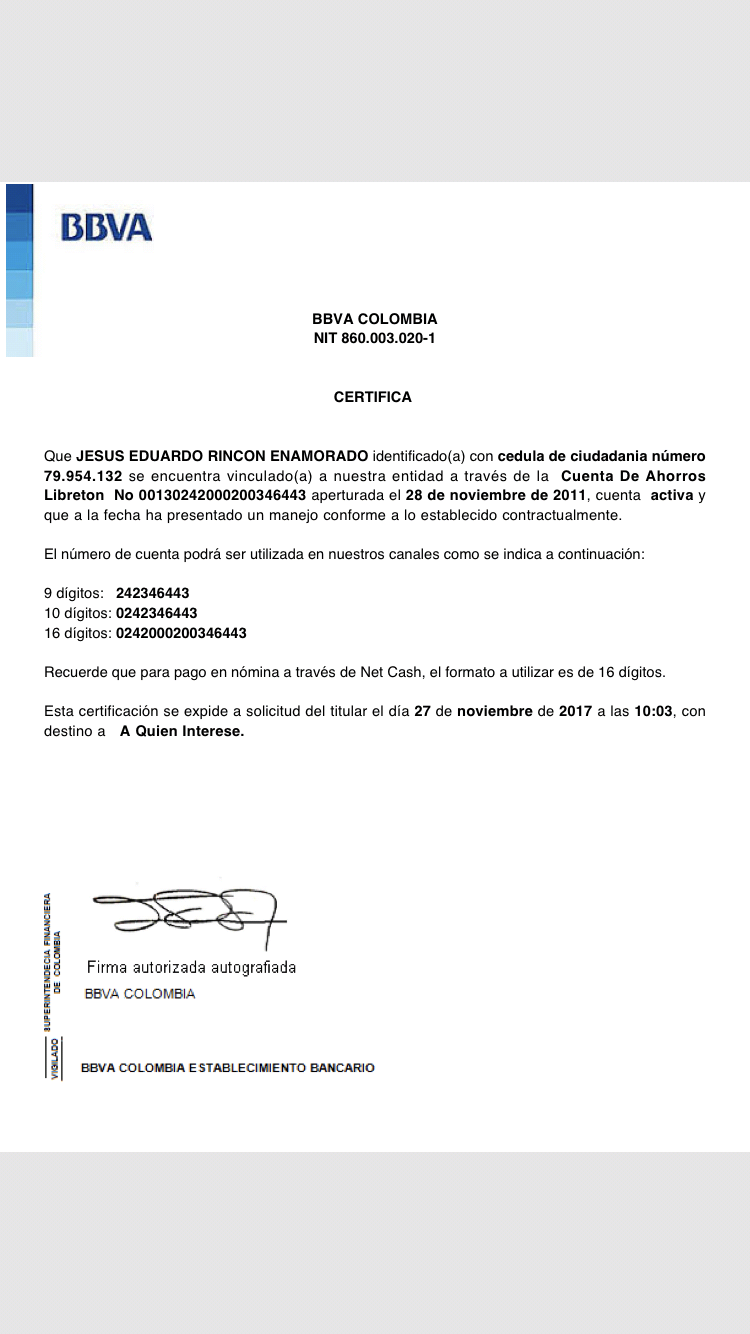 BBVA
BBVA COLOMBIA
NIT 860.003.020-1
CERTIFICA
Que JESUS EDUARDO RINCON ENAMORADO identificado(a) con cedula de ciudadania número
79.954.132 se encuentra vinculado(a) a nuestra entidad a través de la Cuenta De Ahorros
Libreton No 00130242000200346443 aperturada el 28 de noviembre de 2011, cuenta activa y
que a la fecha ha presentado un manejo conforme a lo establecido contractualmente.
El número de cuenta podrá ser utilizada en nuestros canales como se indica a continuación:
9 dígitos: 242346443
10 dígitos: 0242346443
16 dígitos: 0242000200346443
Recuerde que para pago en nómina a través de Net Cash, el formato a utilizar es de 16 dígitos.
Esta certificación se expide a solicitud del titular el día 27 de noviembre de 2017 a las 10:03, con
destino a A Quien Interese.
Firma autorizada autografiada
BBVA COLOMBIA
VIGILADO SUPERINTENDECIA FINANCIERA
DE COLOMBIA
BBVA COLOMBIA ESTABLECIMIENTO BANCARIO